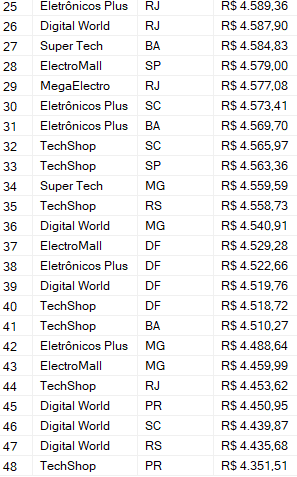 25 Eletrônicos Plus RJ R$ 4.589,36
26 Digital World RJ R$ 4.587,90
27 Super Tech BA R$ 4.584,83
28 ElectroMall SP R$ 4.579,00
29 MegaElectro RJ R$ 4.577,08
30 Eletrônicos Plus SC R$ 4.573,41
31 Eletrônicos Plus BA R$ 4.569,70
32 TechShop SC R$ 4.565,97
33 TechShop SP R$ 4.563,36
34 Super Tech MG R$ 4.559,59
35 TechShop RS R$ 4.558,73
36 Digital World MG R$ 4.540,91
37 ElectroMall DF R$ 4.529,28
38 Eletrônicos Plus DF R$ 4.522,66
39 Digital World DF R$ 4.519,76
40 TechShop DF R$ 4.518,72
41 TechShop BA R$ 4.510,27
42 Eletrônicos Plus MG R$ 4.488,64
43 ElectroMall MG R$ 4.459,99
44 TechShop RJ R$ 4.453,62
45 Digital World PR R$ 4.450,95
46 Digital World SC R$ 4.439,87
47 Digital World RS R$ 4.435,68
48 TechShop PR R$ 4.351,51